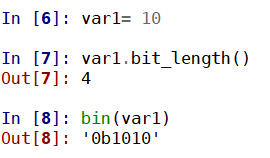 In [6]: var1= 10
In [7]: var1.bit_length()
Out[7]: 4
In [8]: bin(var1)
Out[8]: '0b1010'